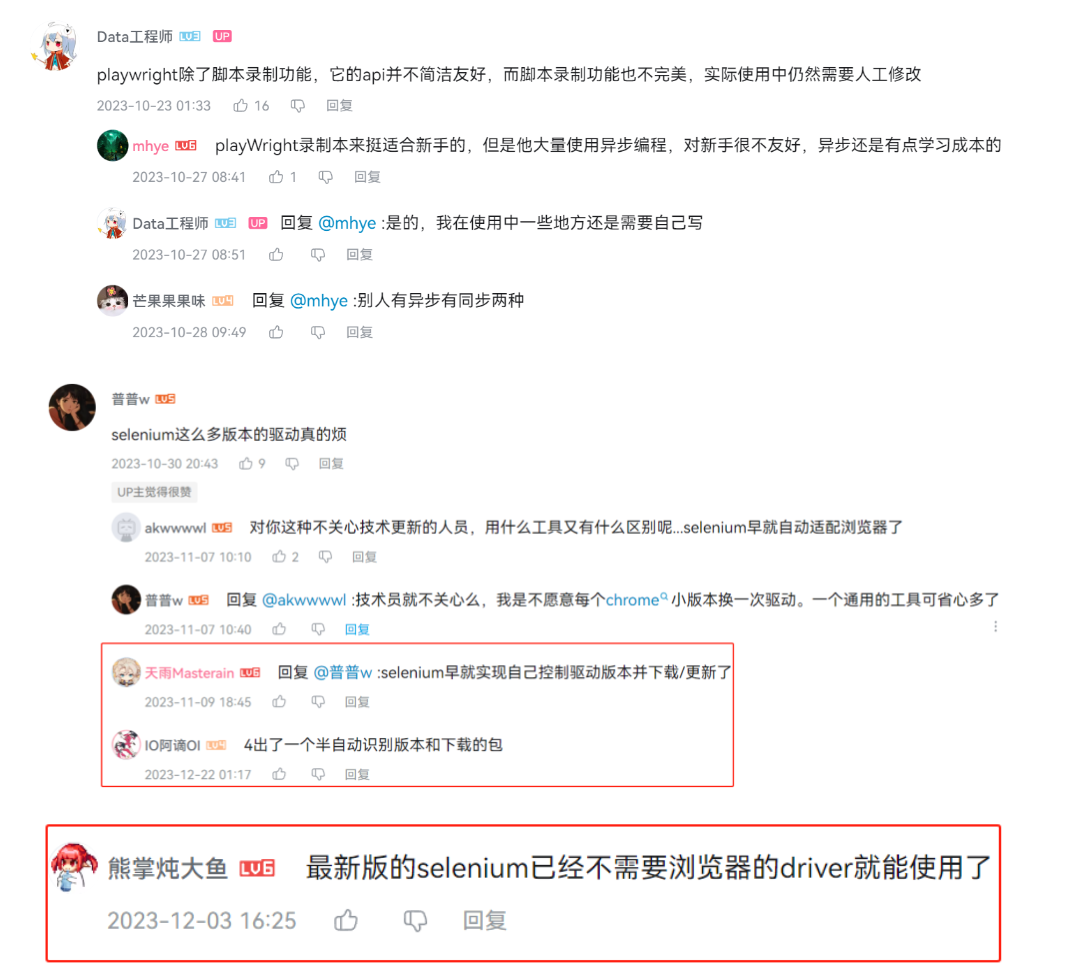 Data工程师 LV3 UP
playwright除了脚本录制功能，它的api并不简洁友好，而脚本录制功能也不完美，实际使用中仍然需要人工修改
2023-10-23 01:33 16 回复
mhye LV6 playWright录制本来挺适合新手的，但是他大量使用异步编程，对新手很不友好，异步还是有点学习成本的
2023-10-27 08:41 1 回复
Data工程师 LV3 UP 回复 @mhye :是的，我在使用中一些地方还是需要自己写
2023-10-27 08:51 回复
芒果果果味 LV4 回复 @mhye :别人有异步有同步两种
2023-10-28 09:49 回复
普普w LV5
selenium这么多版本的驱动真的烦
2023-10-30 20:43 9 回复
UP主觉得很赞
akwwwwl LV5 对你这种不关心技术更新的人员，用什么工具又有什么区别呢...selenium早就自动适配浏览器了
2023-11-07 10:10 2 回复
普普w LV5 回复 @akwwwwl :技术员就不关心么，我是不愿意每个chrome小版本换一次驱动。一个通用的工具可省心多了
2023-11-07 10:40 回复
天雨Masterain LV6 回复 @普普w :selenium早就实现自己控制驱动版本并下载/更新了
2023-11-09 18:45 回复
IO阿谪OI LV4 4出了一个半自动识别版本和下载的包
2023-12-22 01:17 回复
熊掌炖大鱼 LV6 最新版的selenium已经不需要浏览器的driver就能使用了
2023-12-03 16:25 回复